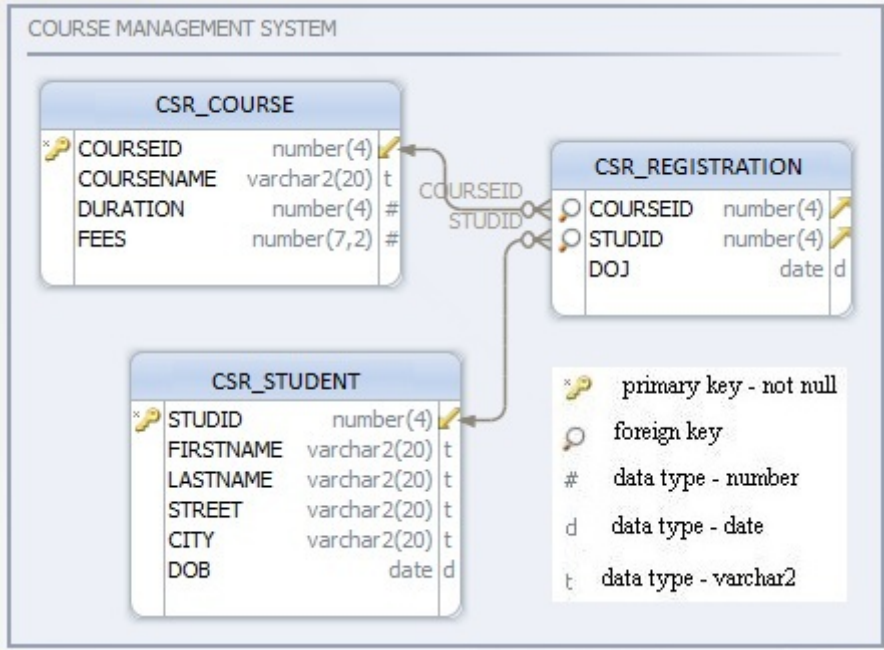 COURSE MANAGEMENT SYSTEM
CSR_COURSE
COURSEID number(4)
COURSENAME varchar2(20) t
DURATION number(4) #
FEES number(7,2) #
COURSEID
STUDID
CSR_REGISTRATION
COURSEID number(4)
STUDID number(4)
DOJ date d
CSR_STUDENT
STUDID number(4)
FIRSTNAME varchar2(20) t
LASTNAME varchar2(20) t
STREET varchar2(20) t
CITY varchar2(20) t
DOB date d
primary key - not null
foreign key
# data type - number
d data type - date
t data type - varchar2